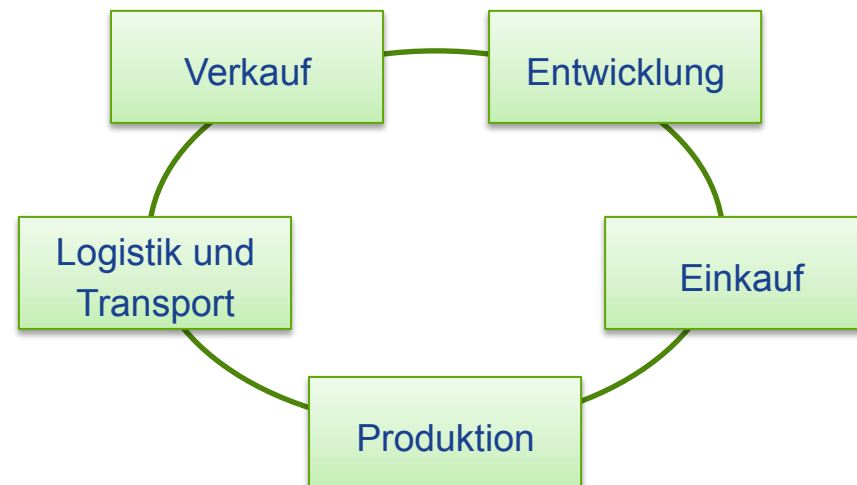 Verkauf
Entwicklung
Logistik und
Transport
Einkauf
Produktion